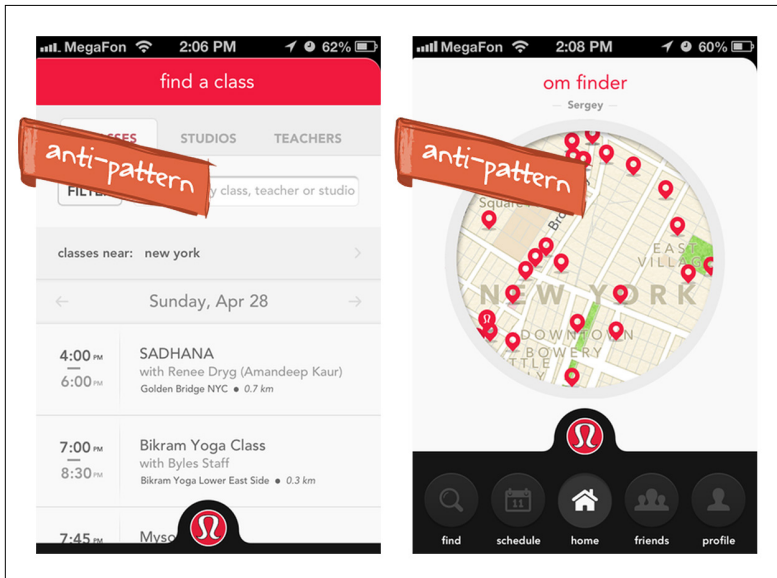 MegaFon 2:06 PM 62%
find a class
STUDIOS TEACHERS
anti-pattern
class, teacher or studio
classes near: new york
Sunday, Apr 28
4:00 PM
6:00 PM
SADHANA
with Renee Dryg (Amandeep Kaur)
Golden Bridge NYC ● 0.7 km
7:00 PM
8:30 PM
Bikram Yoga Class
with Byles Staff
Bikram Yoga Lower East Side ● 0.3 km
7:45 PM
MegaFon 2:08 PM 60%
om finder
Sergey
anti-pattern
Square
EAST
NEW YORK
DOWNTOWN
BOWERY
find schedule home friends profile
11